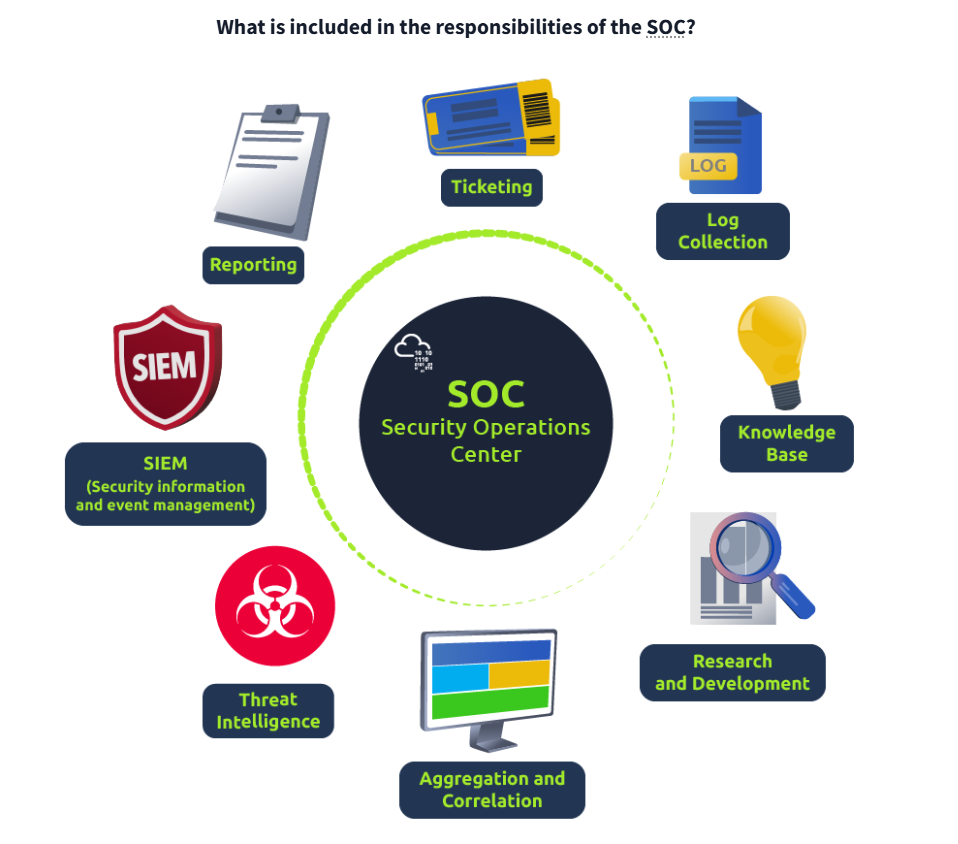 What is included in the responsibilities of the SOC?
Ticketing
LOG
Log
Collection
Reporting
SIEM
Knowledge
Base
SOC
Security Operations
Center
SIEM
(Security information
and event management)
Research
and Development
Threat
Intelligence
Aggregation and
Correlation